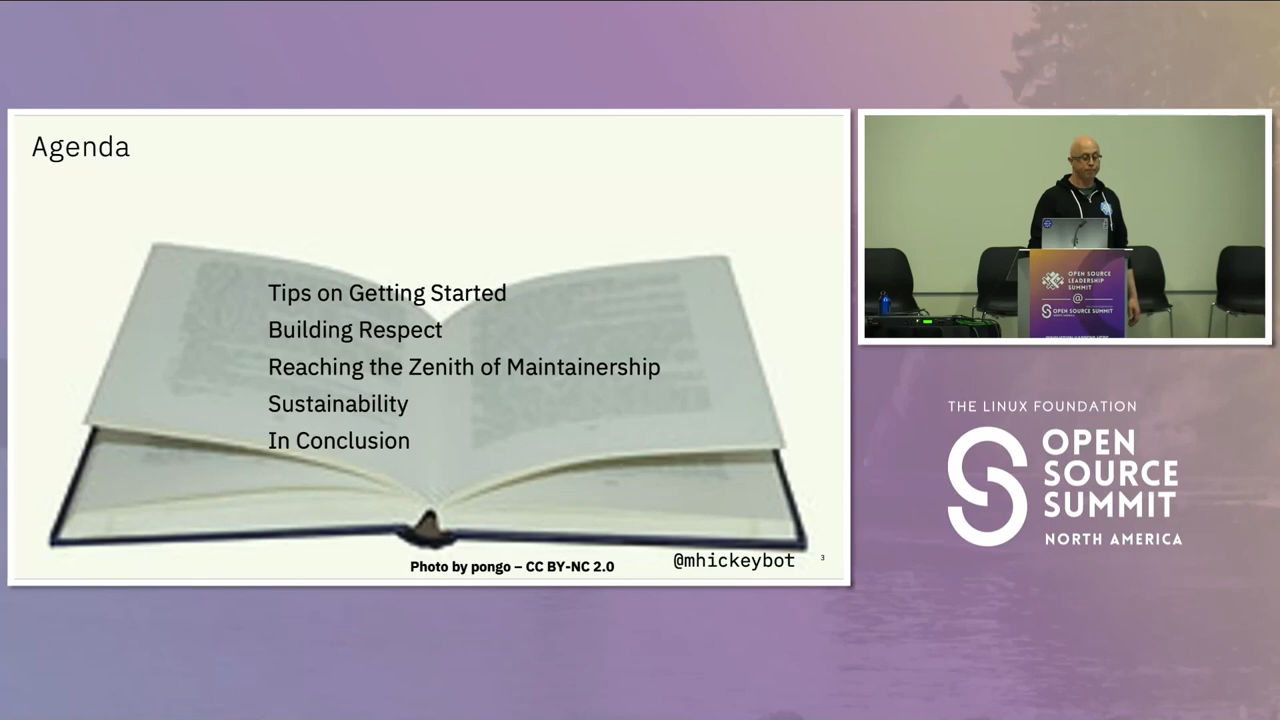 Agenda
Tips on Getting Started
Building Respect
Reaching the Zenith of Maintainership
Sustainability
In Conclusion
Photo by pongo – CC BY-NC 2.0
@mhickeybot
3
OPEN SOURCE
LEADERSHIP
SUMMIT
@
OPEN SOURCE SUMMIT
THE LINUX FOUNDATION
OPEN
SOURCE
SUMMIT
NORTH AMERICA